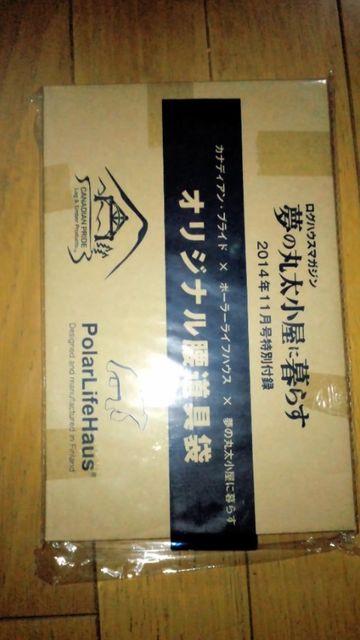 ログハウスマガジン
夢の丸太小屋に暮らす
2014年11月号特別付録
カナディアン・プライド × ポーラーライフハウス × 夢の丸太小屋に暮らす
オリジナル腰道具袋
CANADIAN PRIDE
Log & Timber Products
PolarLifeHaus®
Designed and manufactured in Finland